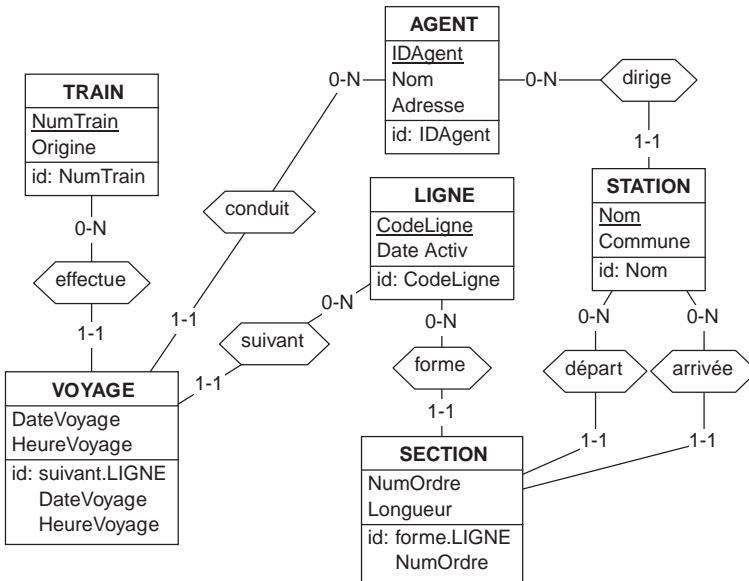 AGENT
IDAgent
Nom
Adresse
id: IDAgent
0-N
0-N
dirige
1-1
TRAIN
NumTrain
Origine
id: NumTrain
0-N
effectue
1-1
conduit
1-1
LIGNE
CodeLigne
Date Activ
id: CodeLigne
0-N
0-N
suivant
1-1
forme
1-1
STATION
Nom
Commune
id: Nom
0-N
0-N
départ
arrivée
1-1
1-1
VOYAGE
DateVoyage
HeureVoyage
id: suivant.LIGNE
DateVoyage
HeureVoyage
SECTION
NumOrdre
Longueur
id: forme.LIGNE
NumOrdre